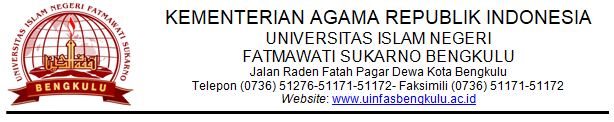 UNIVERSITAS ISLAM NEGERI FATMAWATI SUKARNO
BENGKULU
KEMENTERIAN AGAMA REPUBLIK INDONESIA
UNIVERSITAS ISLAM NEGERI
FATMAWATI SUKARNO BENGKULU
Jalan Raden Fatah Pagar Dewa Kota Bengkulu
Telepon (0736) 51276-51171-51172- Faksimili (0736) 51171-51172
Website: www.uinfasbengkulu.ac.id